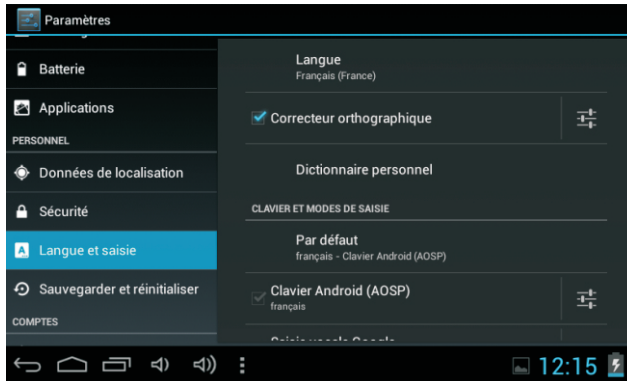 Paramètres
Batterie
Applications
PERSONNEL
Données de localisation
Sécurité
Langue et saisie
Sauvegarder et réinitialiser
COMPTES
Langue
Français (France)
Correcteur orthographique
Dictionnaire personnel
CLAVIER ET MODES DE SAISIE
Par défaut
français - Clavier Android (AOSP)
Clavier Android (AOSP)
français
12:15